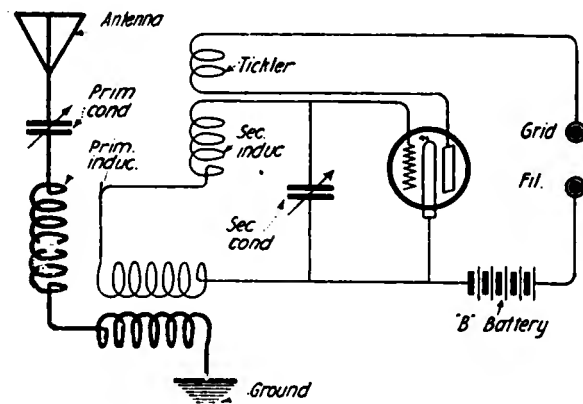 Antenna
Prim
cond
Prim.
induc.
Tickler
Sec.
induc
Sec
cond
Grid
Fil.
"B" Battery
Ground